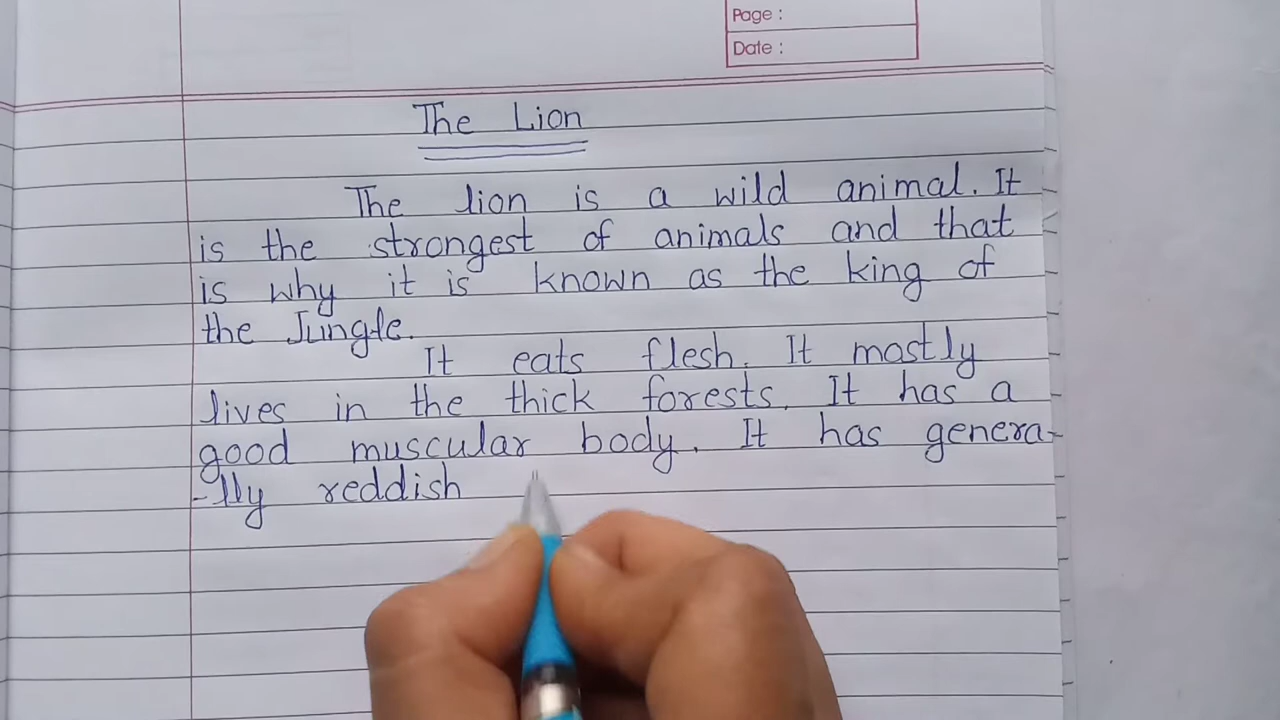 Page :
Date :
The Lion
The lion is a wild animal. It
is the strongest of animals and that
is why it is known as the king of
the Jungle.
It eats flesh. It mostly
lives in the thick forests. It has a
good muscular body. It has genera-
-lly reddish